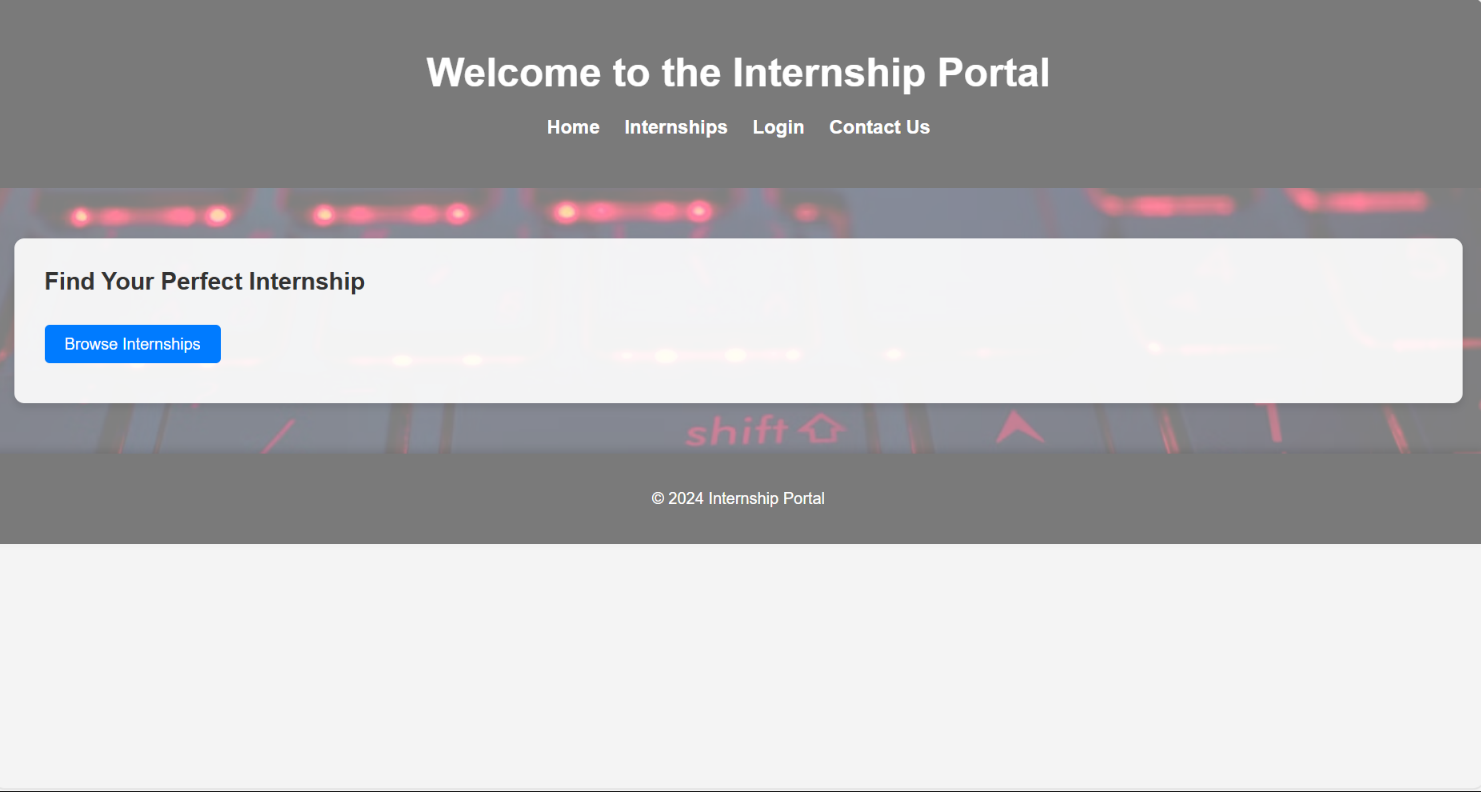 Welcome to the Internship Portal
Home Internships Login Contact Us
Find Your Perfect Internship
Browse Internships
shift
© 2024 Internship Portal